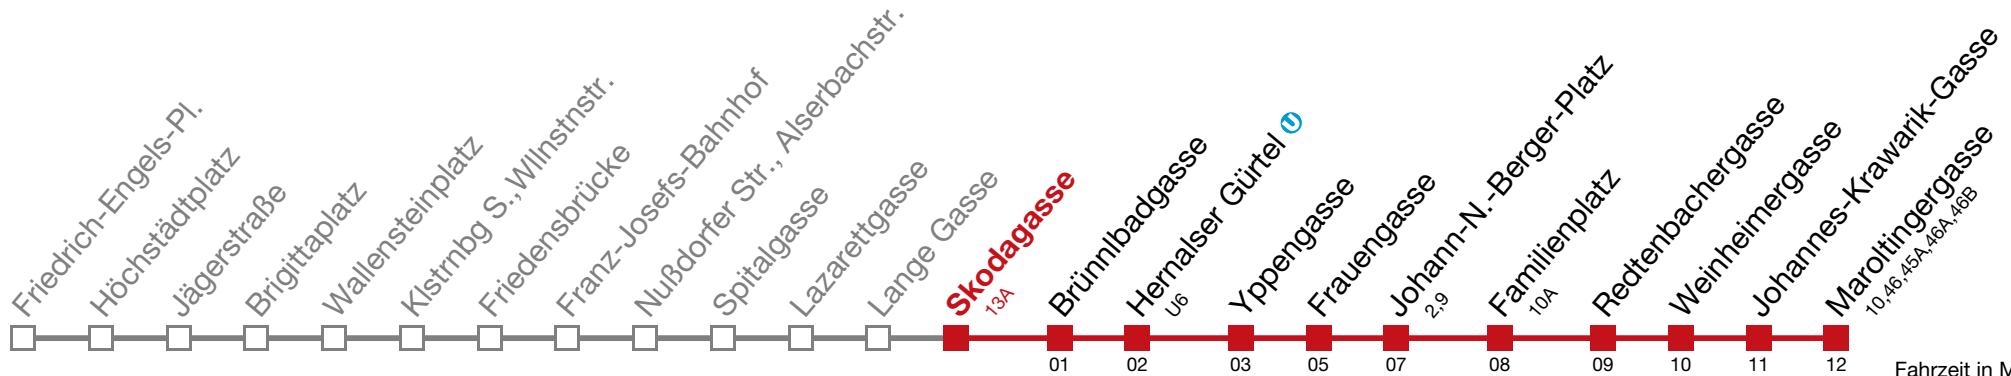 Friedrich-Engels-Pl.
Höchstädtplatz
Jägerstraße
Brigittaplatz
Wallensteinplatz
Klstrnbg S., Wllnstnstr.
Friedensbrücke
Franz-Josefs-Bahnhof
Nußdorfer Str., Alserbachstr.
Spitalgasse
Lazarettgasse
Lange Gasse
Skodagasse
13A
Brünnlbadgasse
Hernalser Gürtel U
U6
Yppengasse
Frauengasse
Johann-N.-Berger-Platz
2,9
Familienplatz
10A
Redtenbachergasse
Weinheimergasse
Johannes-Krawarik-Gasse
Maroltingergasse
10,46,45A,46A,46B
01 02 03 05 07 08 09 10 11 12
Fahrzeit in M